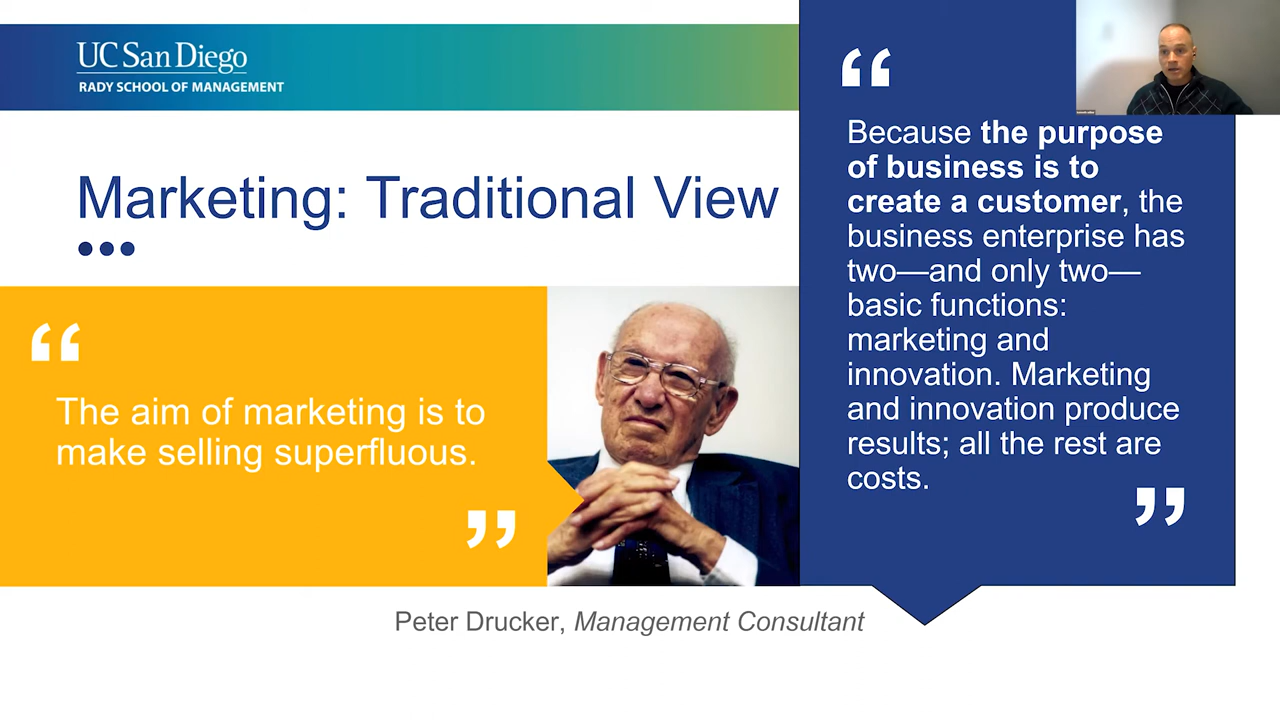 UC San Diego
RADY SCHOOL OF MANAGEMENT
Marketing: Traditional View
“
The aim of marketing is to
make selling superfluous.
”
“
Because the purpose
of business is to
create a customer, the
business enterprise has
two—and only two—
basic functions:
marketing and
innovation. Marketing
and innovation produce
results; all the rest are
costs.
”
Peter Drucker, Management Consultant